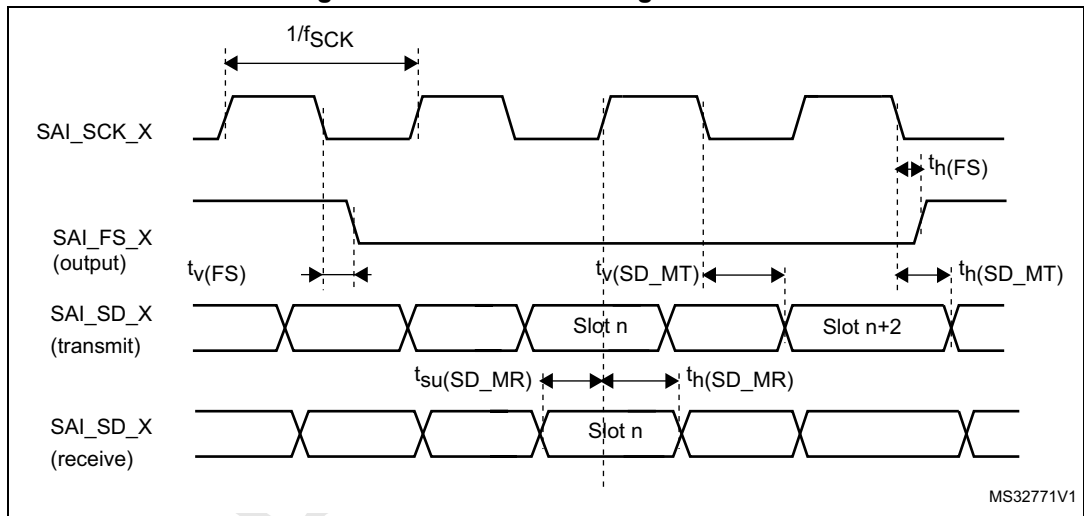 1/fSCK
SAI_SCK_X
th(FS)
SAI_FS_X
(output)
tv(FS)
tv(SD_MT)
th(SD_MT)
SAI_SD_X
(transmit)
Slot n
Slot n+2
tsu(SD_MR)
th(SD_MR)
SAI_SD_X
(receive)
Slot n
MS32771V1